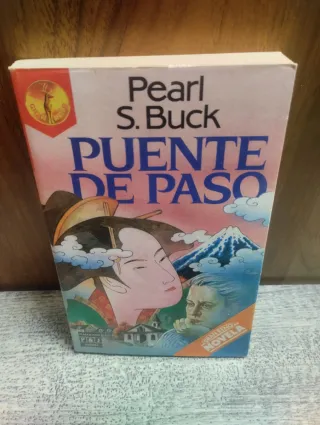 Pearl
S. Buck
PUENTE
DE PASO
NOVELA